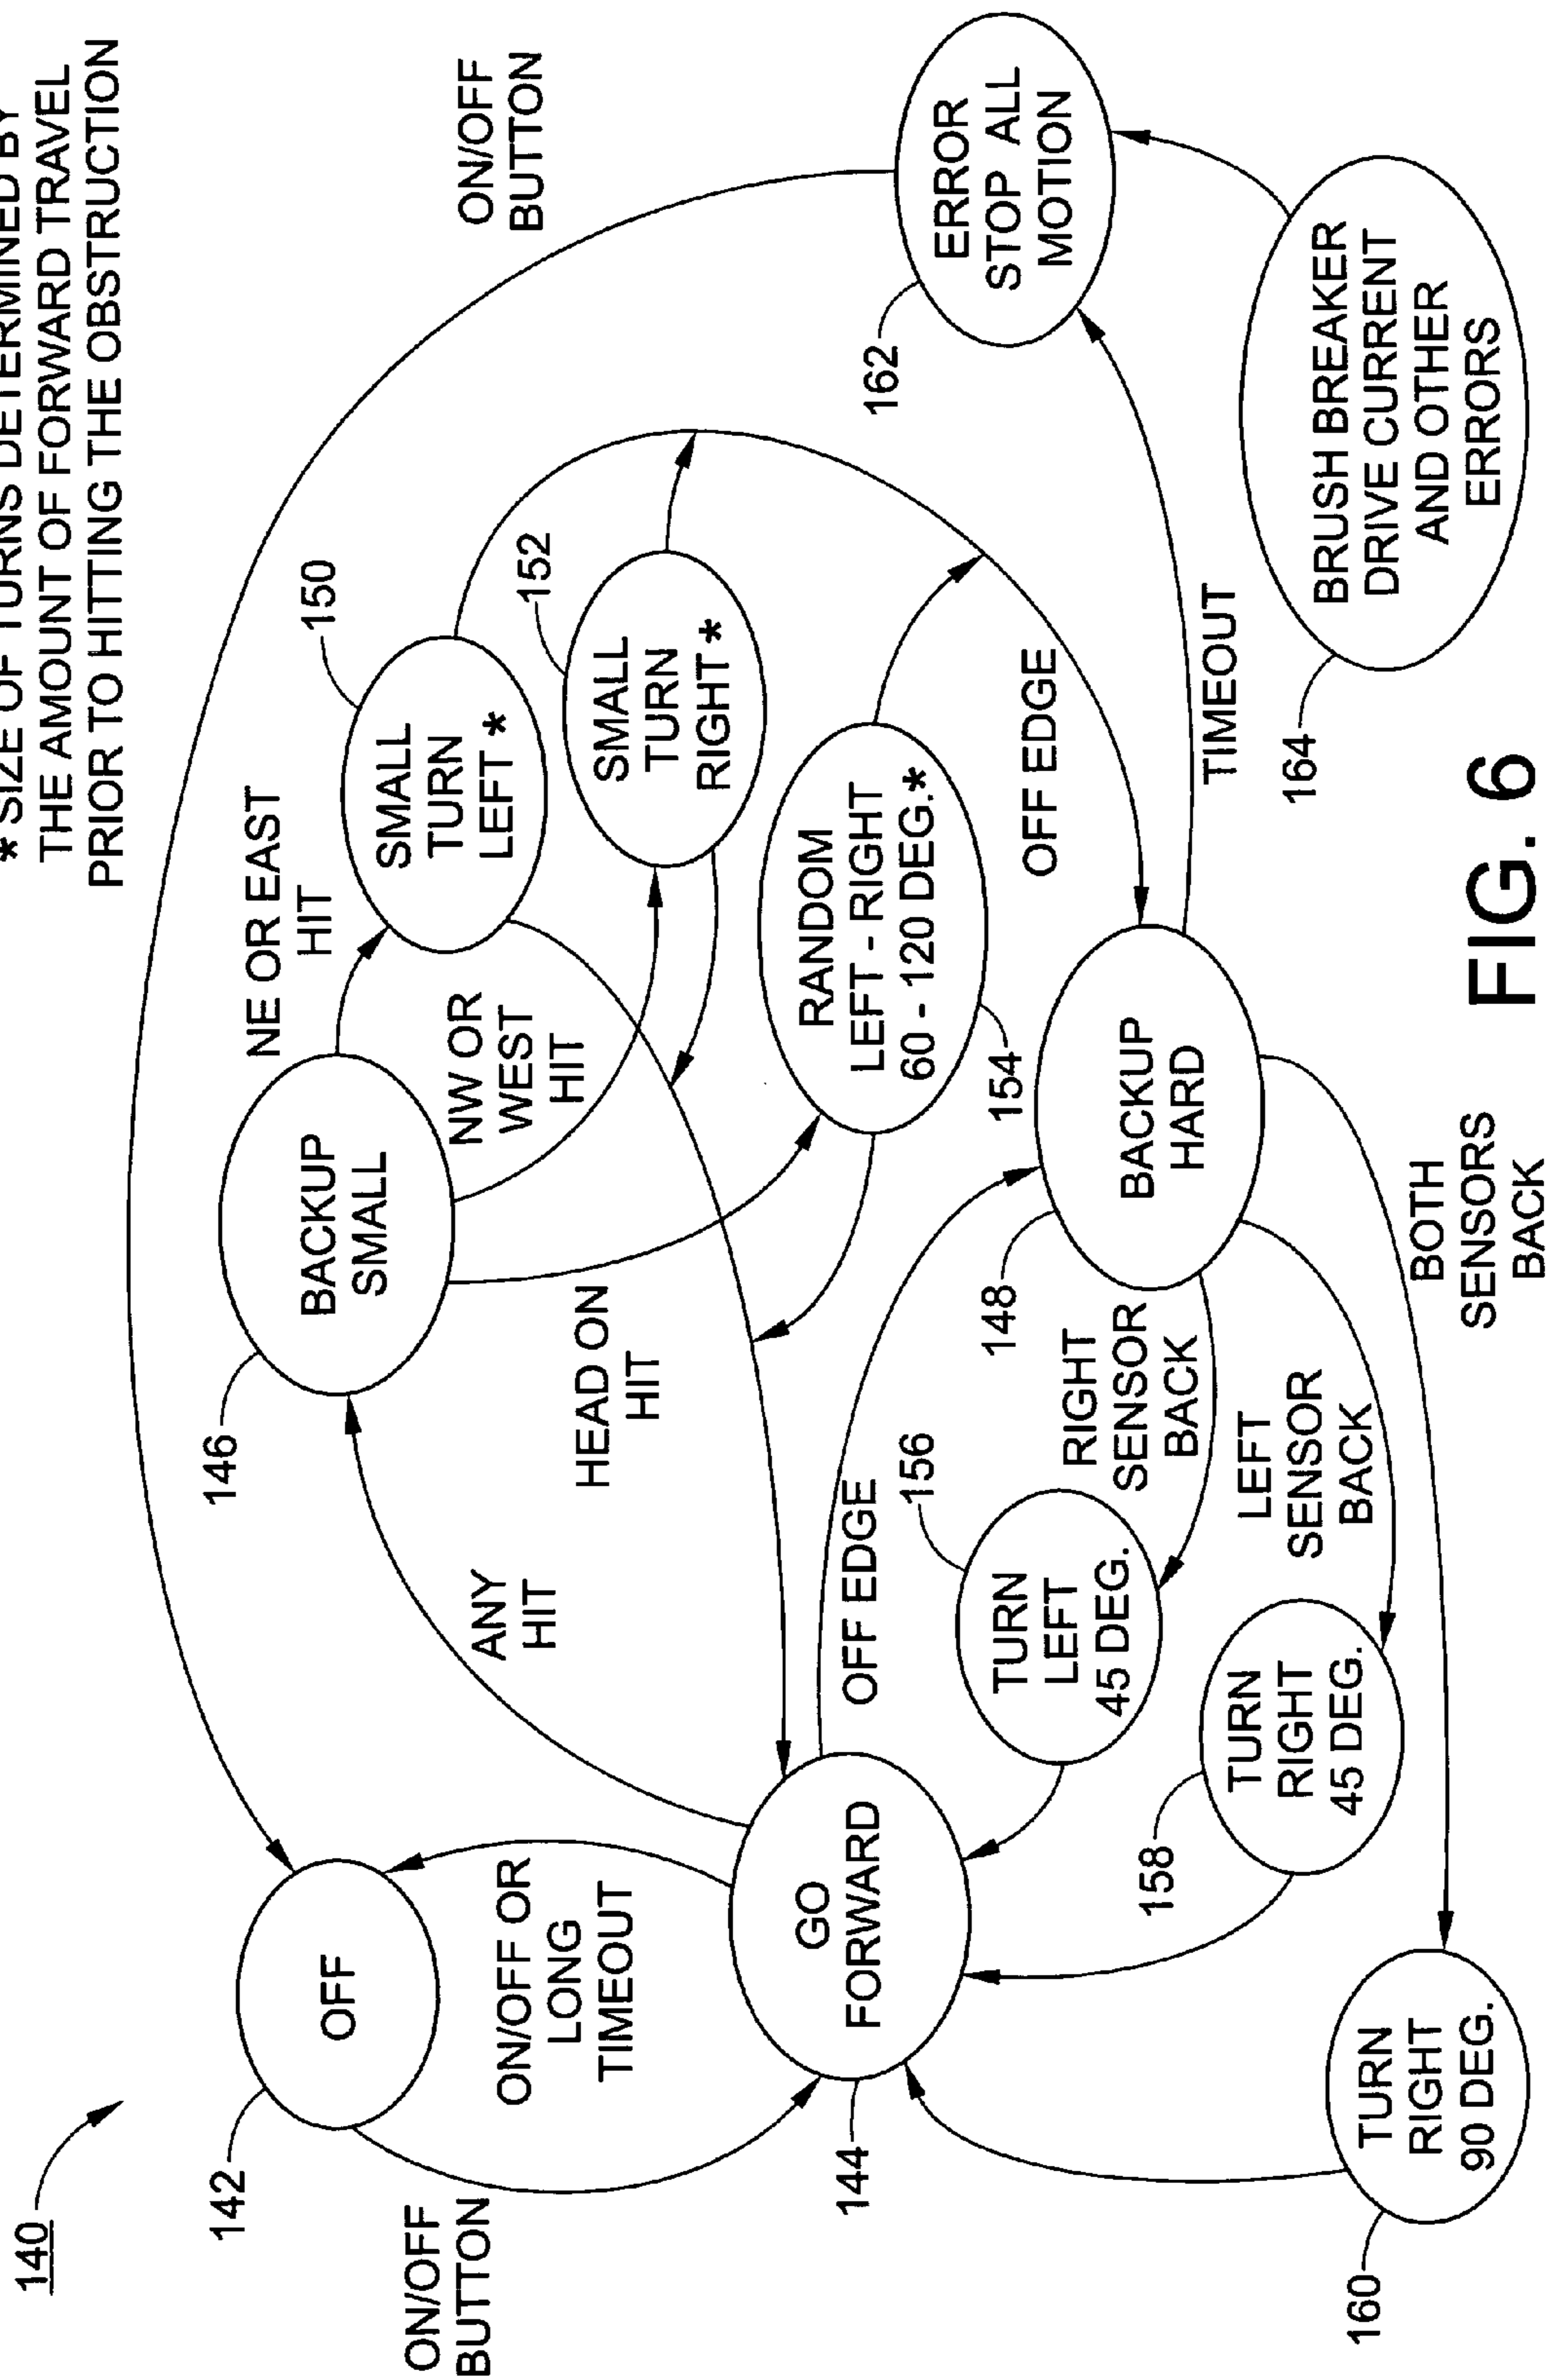 140
* SIZE OF TURNS DETERMINED BY
THE AMOUNT OF FORWARD TRAVEL
PRIOR TO HITTING THE OBSTRUCTION
142
OFF
ON/OFF
BUTTON
ON/OFF OR
LONG
TIMEOUT
144
GO
FORWARD
ANY
HIT
146
BACKUP
SMALL
NE OR EAST
HIT
NW OR
WEST
HIT
HEAD ON
HIT
150
SMALL
TURN
LEFT *
152
SMALL
TURN
RIGHT *
RANDOM
LEFT - RIGHT
60 - 120 DEG. *
154
ON/OFF
BUTTON
ERROR
STOP ALL
MOTION
162
OFF EDGE
OFF EDGE
148
BACKUP
HARD
TIMEOUT
156
TURN
LEFT
45 DEG.
RIGHT
SENSOR
BACK
158
TURN
RIGHT
45 DEG.
LEFT
SENSOR
BACK
160
TURN
RIGHT
90 DEG.
BOTH
SENSORS
BACK
164
BRUSH BREAKER
DRIVE CURRENT
AND OTHER
ERRORS
FIG. 6